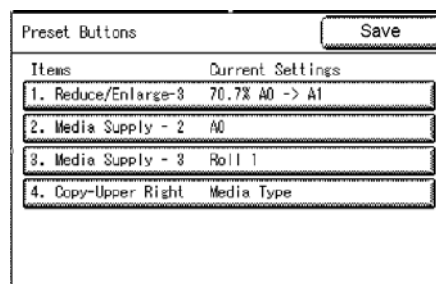 Preset Buttons Save
Items Current Settings
1. Reduce/Enlarge-3 70.7% A0 -> A1
2. Media Supply - 2 A0
3. Media Supply - 3 Roll 1
4. Copy-Upper Right Media Type